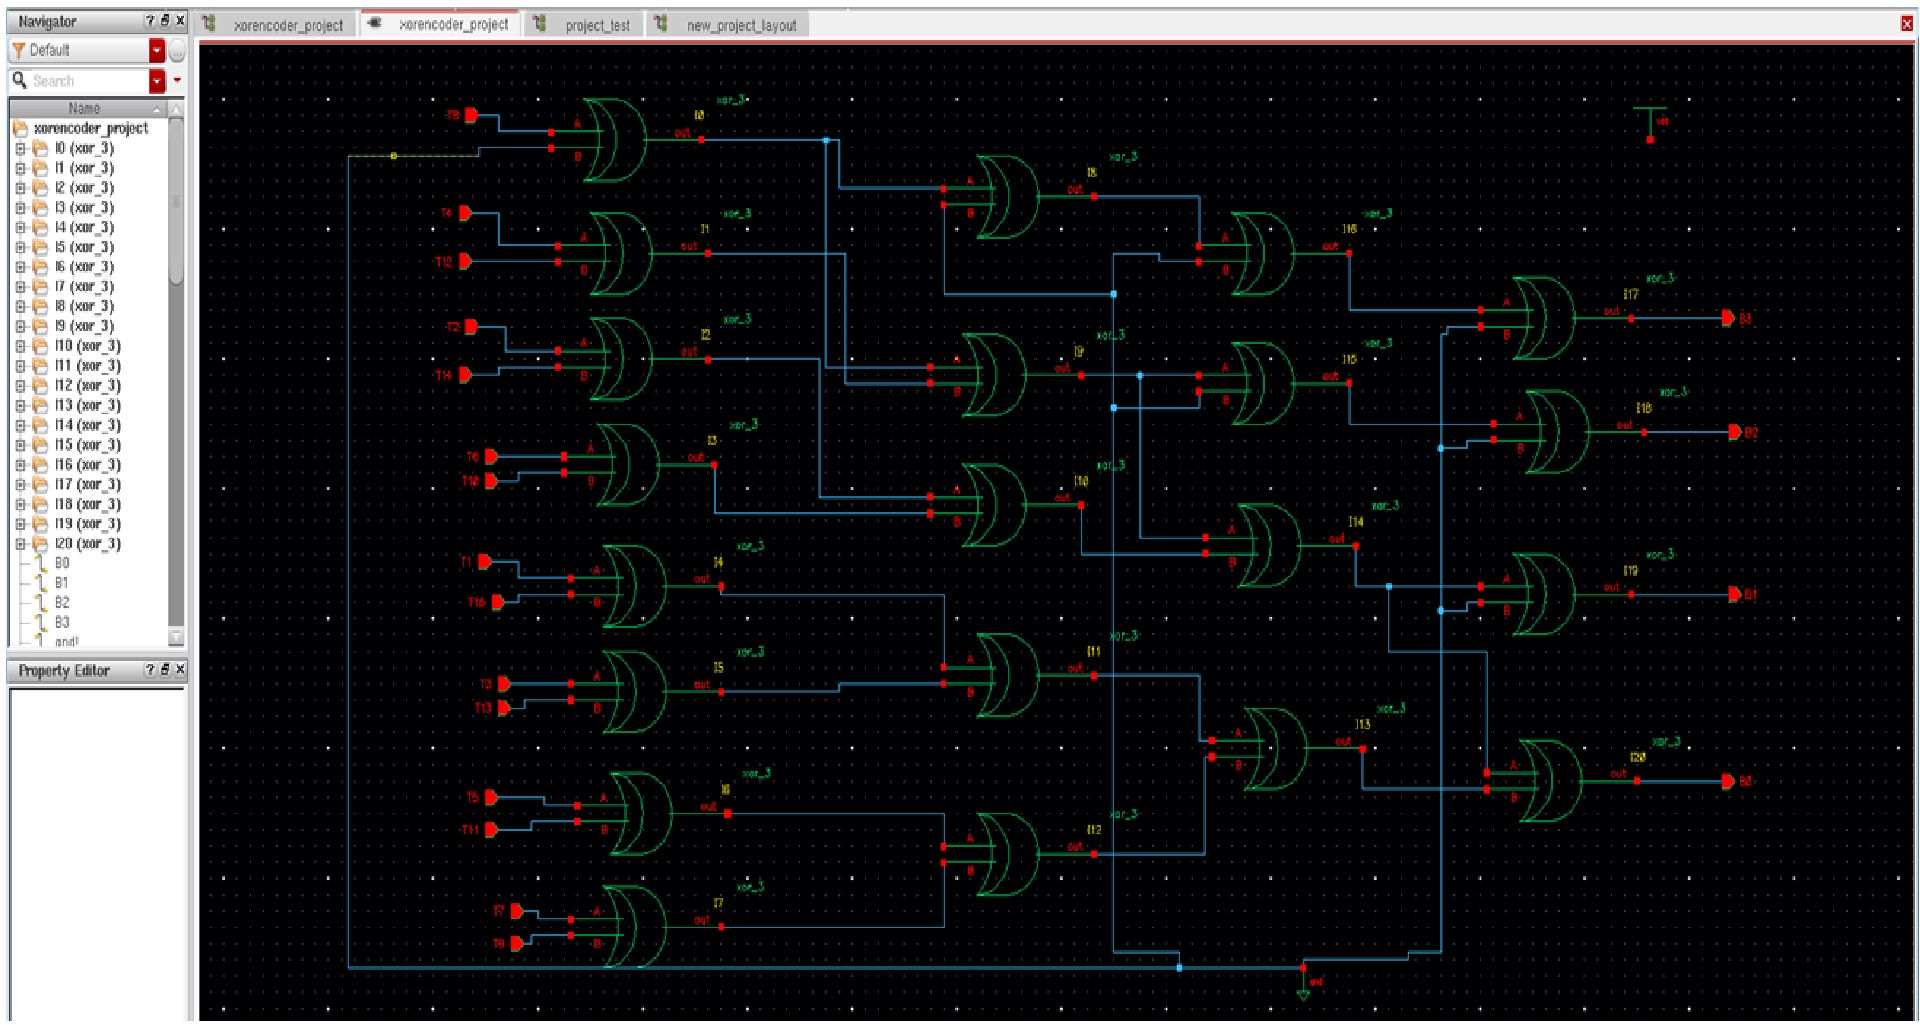 Navigator
xorencoder_project
xorencoder_project
project_test
new_project_layout
Default
Search
Name
xorencoder_project
I0 (xor_3)
I1 (xor_3)
I2 (xor_3)
I3 (xor_3)
I4 (xor_3)
I5 (xor_3)
I6 (xor_3)
I7 (xor_3)
I8 (xor_3)
I9 (xor_3)
I10 (xor_3)
I11 (xor_3)
I12 (xor_3)
I13 (xor_3)
I14 (xor_3)
I15 (xor_3)
I16 (xor_3)
I17 (xor_3)
I18 (xor_3)
I19 (xor_3)
I20 (xor_3)
B0
B1
B2
B3
gnd!
Property Editor
xor_3
I0
A
B
out
T4
T12
xor_3
I1
A
B
out
T2
T14
xor_3
I2
A
B
out
T10
xor_3
I3
A
B
out
T1
T15
xor_3
I4
A
B
out
T3
T13
xor_3
I5
A
B
out
T5
T11
xor_3
I6
A
B
out
T7
xor_3
I7
A
B
out
xor_3
I8
A
B
out
xor_3
I9
A
B
out
xor_3
I10
A
B
out
xor_3
I11
A
B
out
xor_3
I12
A
B
out
xor_3
I16
A
B
out
xor_3
I15
A
B
out
xor_3
I14
A
B
out
xor_3
I13
A
B
out
vdd
xor_3
I17
A
B
out
B3
xor_3
I18
A
B
out
B2
xor_3
I19
A
B
out
B1
xor_3
I20
A
B
out
B0
gnd